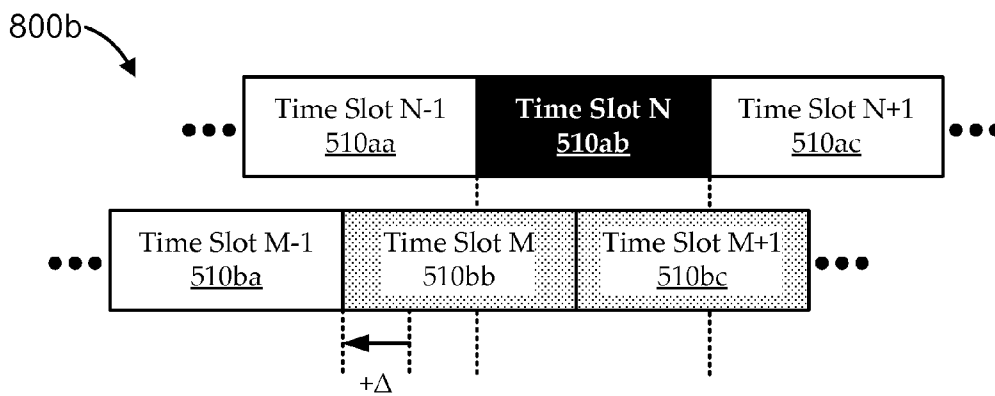 800b
Time Slot N-1
510aa
Time Slot N
510ab
Time Slot N+1
510ac
Time Slot M-1
510ba
Time Slot M
510bb
Time Slot M+1
510bc
+Δ